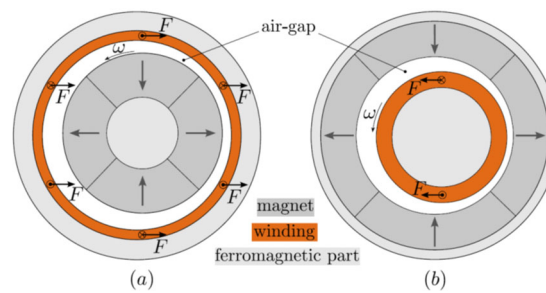 F
air-gap
ω
F
F
F
ω
F
F
F
F
magnet
winding
ferromagnetic part
(a)
(b)